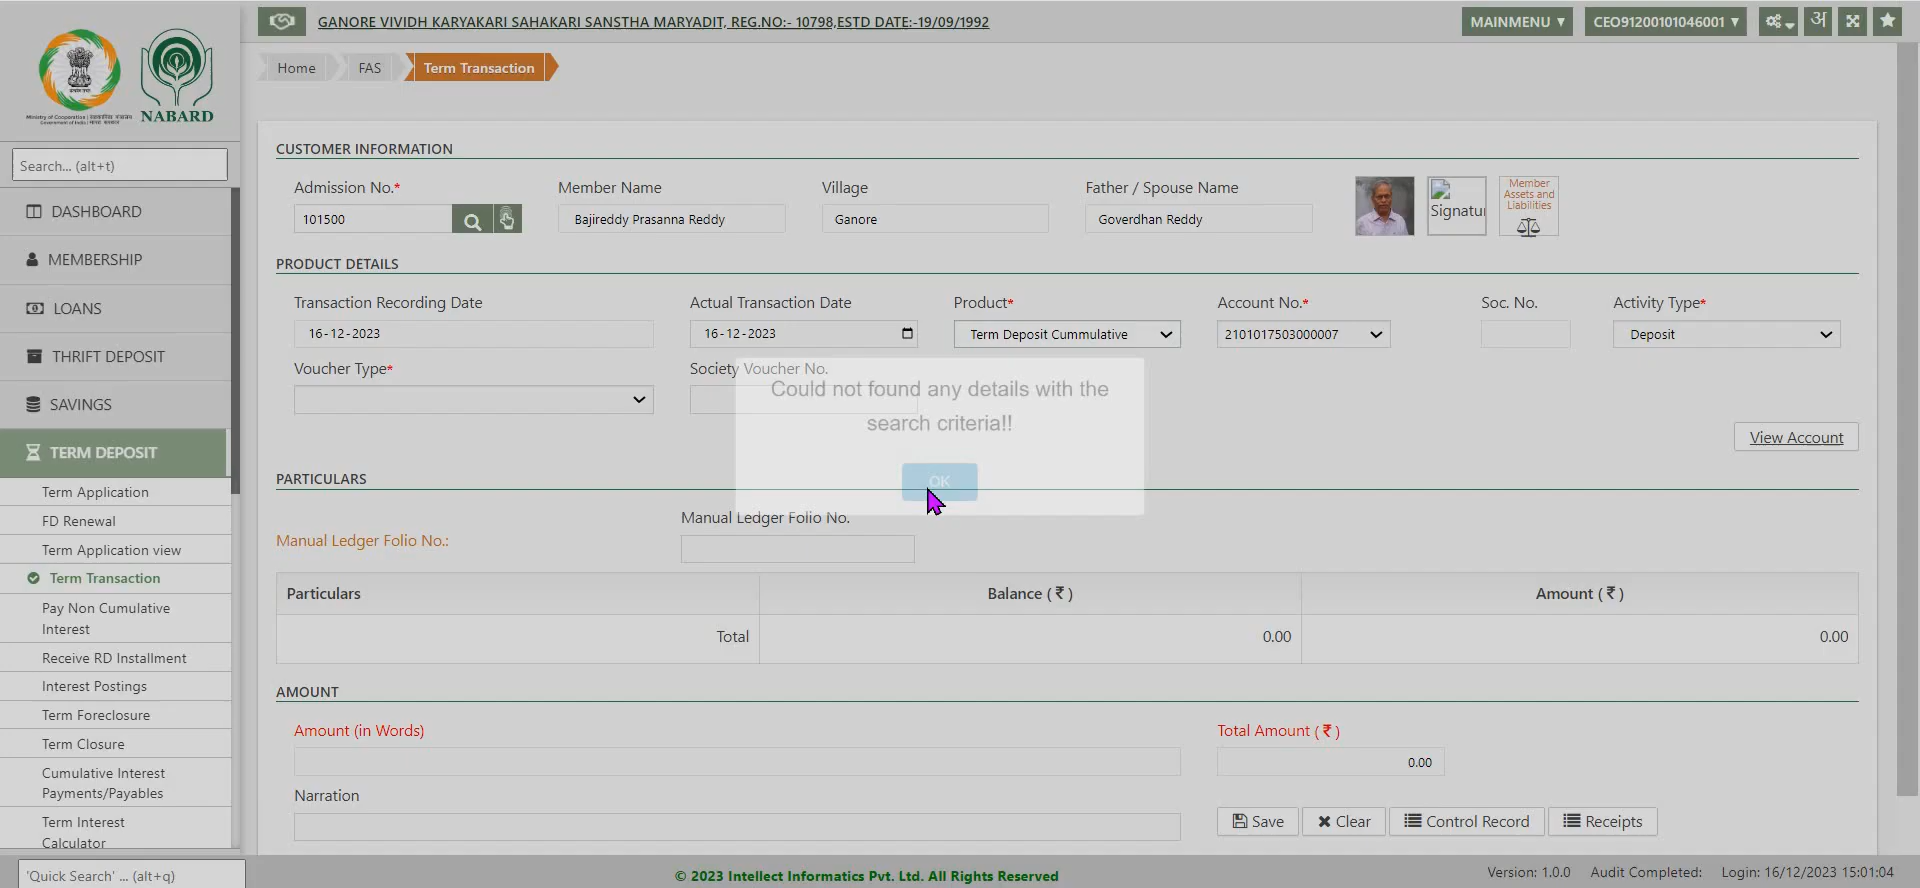 GANORE VIVIDH KARYAKARI SAHAKARI SANSTHA MARYADIT, REG.NO:- 10798,ESTD DATE:-19/09/1992
MAINMENU ▾
CEO91200101046001 ▾
अ
NABARD
Search... (alt+t)
DASHBOARD
MEMBERSHIP
LOANS
THRIFT DEPOSIT
SAVINGS
TERM DEPOSIT
Term Application
FD Renewal
Term Application view
Term Transaction
Pay Non Cumulative
Interest
Receive RD Installment
Interest Postings
Term Foreclosure
Term Closure
Cumulative Interest
Payments/Payables
Term Interest
Calculator
'Quick Search' ... (alt+q)
Home
FAS
Term Transaction
CUSTOMER INFORMATION
Admission No.*
Member Name
Village
Father / Spouse Name
101500
Bajireddy Prasanna Reddy
Ganore
Goverdhan Reddy
Signatu
Member
Assets and
Liabilities
PRODUCT DETAILS
Transaction Recording Date
Actual Transaction Date
Product*
Account No.*
Soc. No.
Activity Type*
16-12-2023
16-12-2023
Term Deposit Cummulative
2101017503000007
Deposit
Voucher Type*
Society Voucher No.
Could not found any details with the
search criteria!!
OK
View Account
PARTICULARS
Manual Ledger Folio No.
Manual Ledger Folio No.:
Particulars
Balance ( ₹ )
Amount ( ₹ )
Total
0.00
0.00
AMOUNT
Amount (in Words)
Total Amount ( ₹ )
0.00
Narration
Save
Clear
Control Record
Receipts
© 2023 Intellect Informatics Pvt. Ltd. All Rights Reserved
Version: 1.0.0
Audit Completed:
Login: 16/12/2023 15:01:04